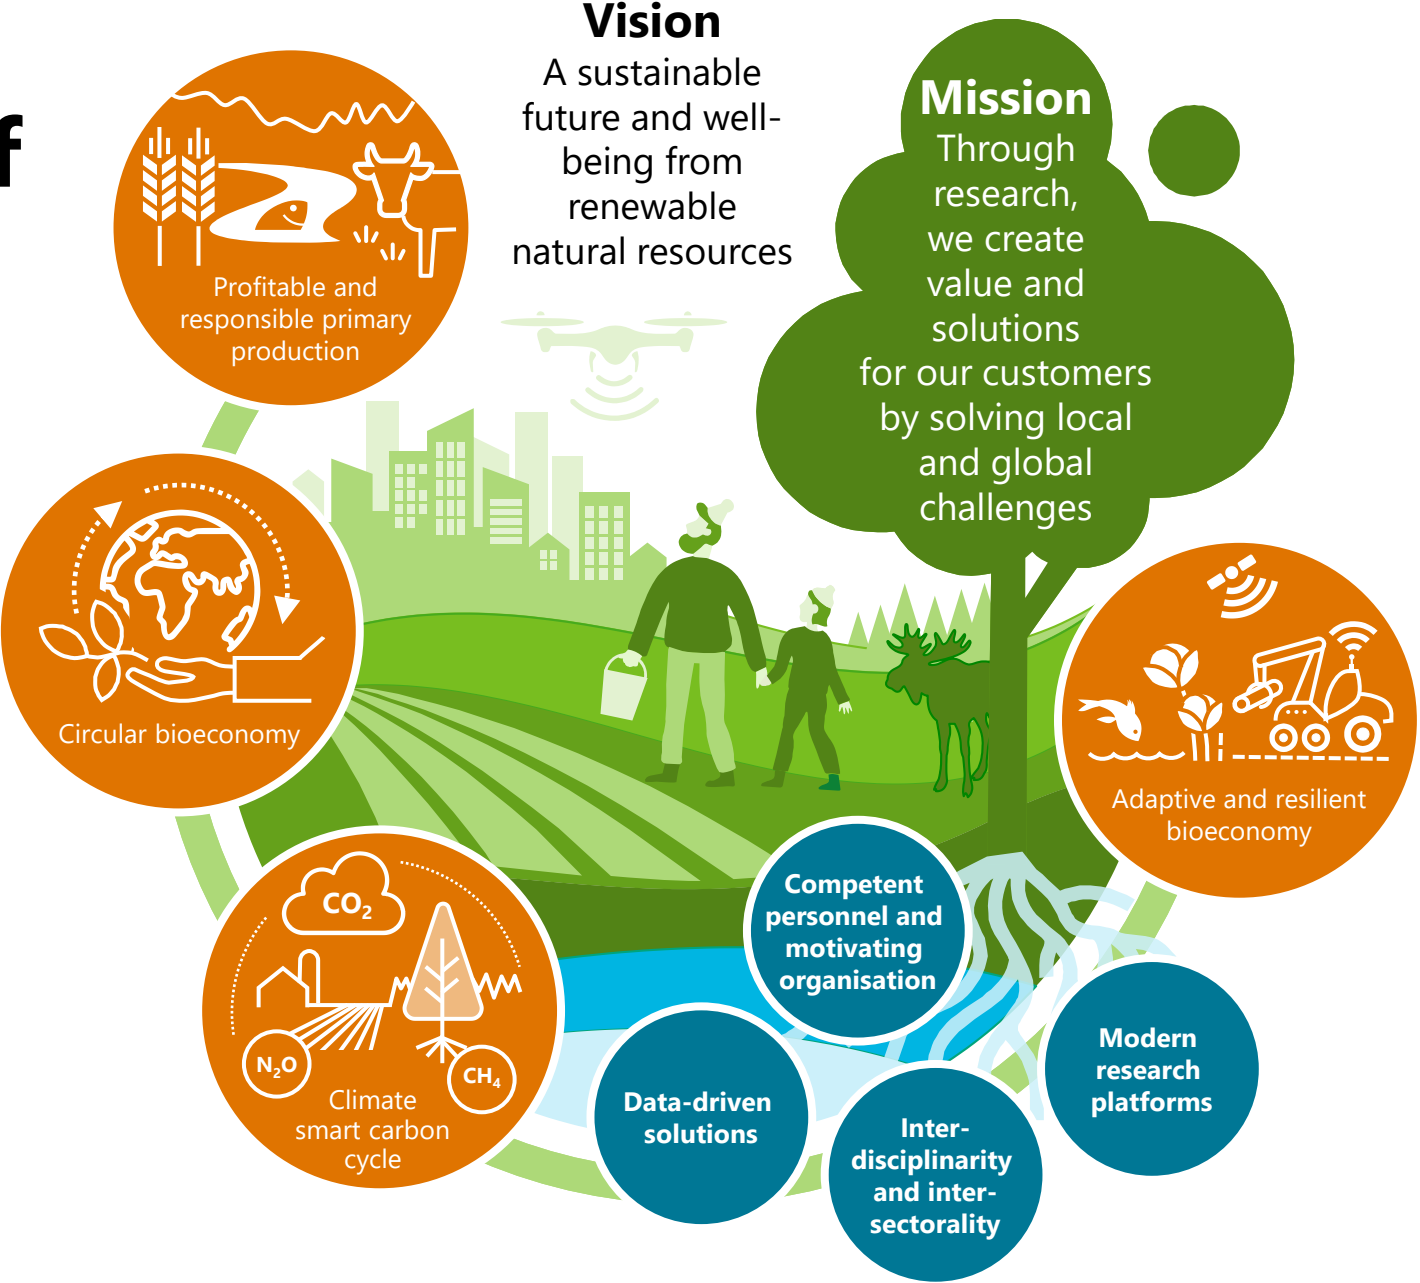 f
Vision
A sustainable
future and well-
being from
renewable
natural resources
Mission
Through
research,
we create
value and
solutions
for our customers
by solving local
and global
challenges
Profitable and
responsible primary
production
Circular bioeconomy
CO₂
N₂O
CH₄
Climate
smart carbon
cycle
Adaptive and resilient
bioeconomy
Competent
personnel and
motivating
organisation
Data-driven
solutions
Inter-
disciplinarity
and inter-
sectorality
Modern
research
platforms